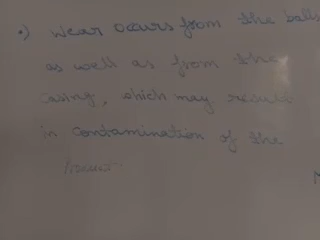 •) Wear occurs from the balls
as well as from the
casing, which may result
in contamination of the